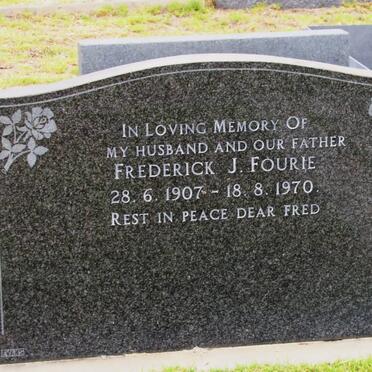 IN LOVING MEMORY OF
MY HUSBAND AND OUR FATHER
FREDERICK J. FOURIE
28. 6. 1907 - 18. 8. 1970.
REST IN PEACE DEAR FRED